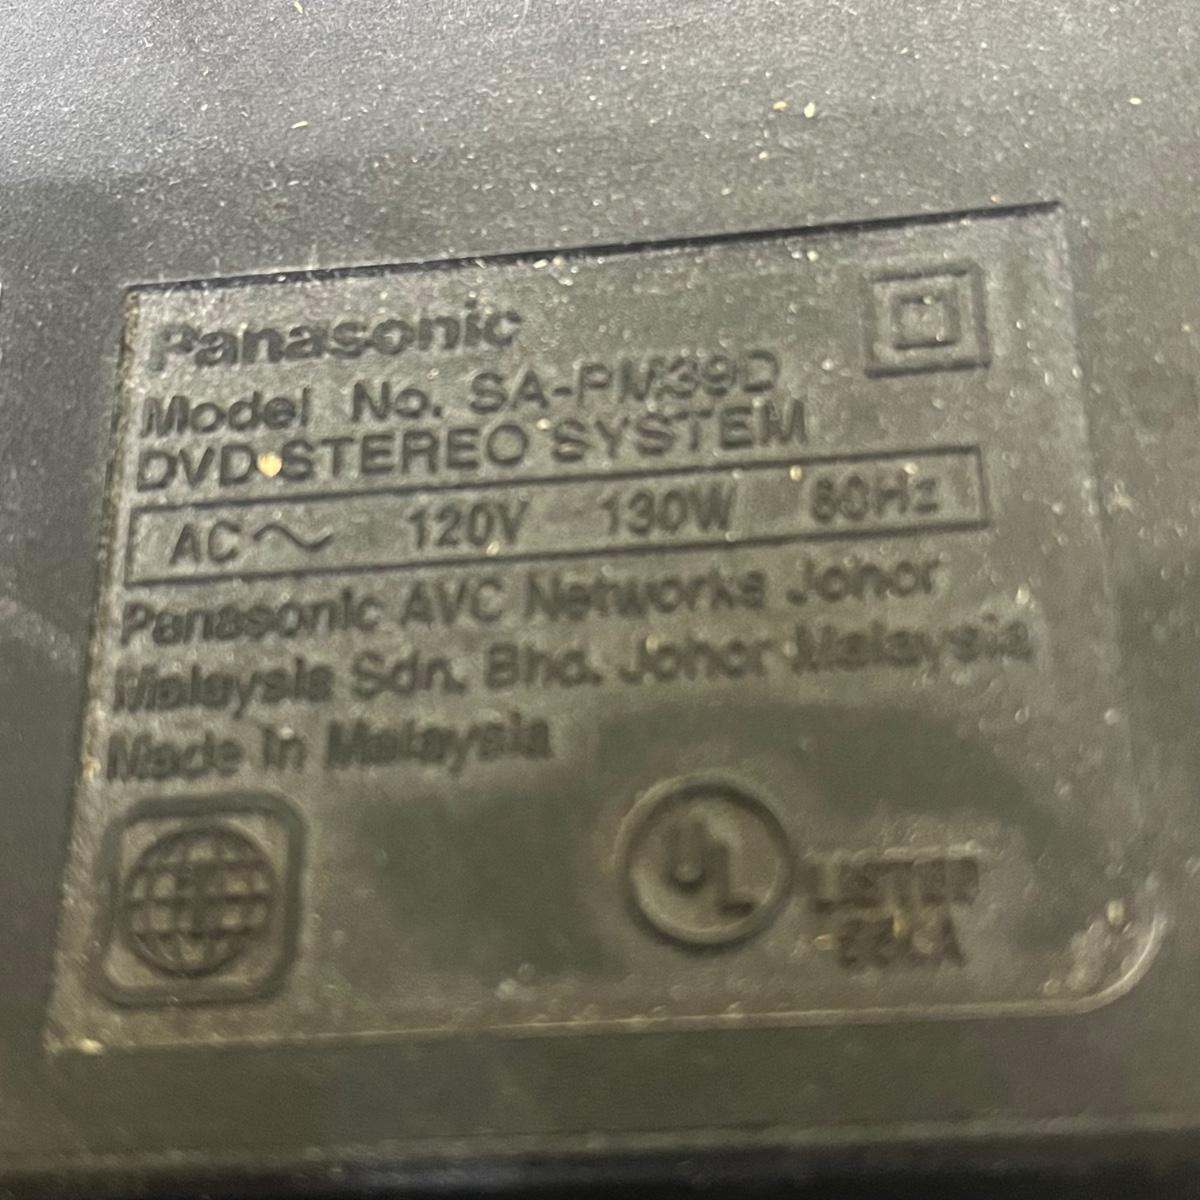 Panasonic
Model No. SA-PM39D
DVD STEREO SYSTEM
AC～ 120V 130W 60Hz
Panasonic AVC Networks Johor
Malaysia Sdn. Bhd. Johor Malaysia
Made in Malaysia
UL LISTED